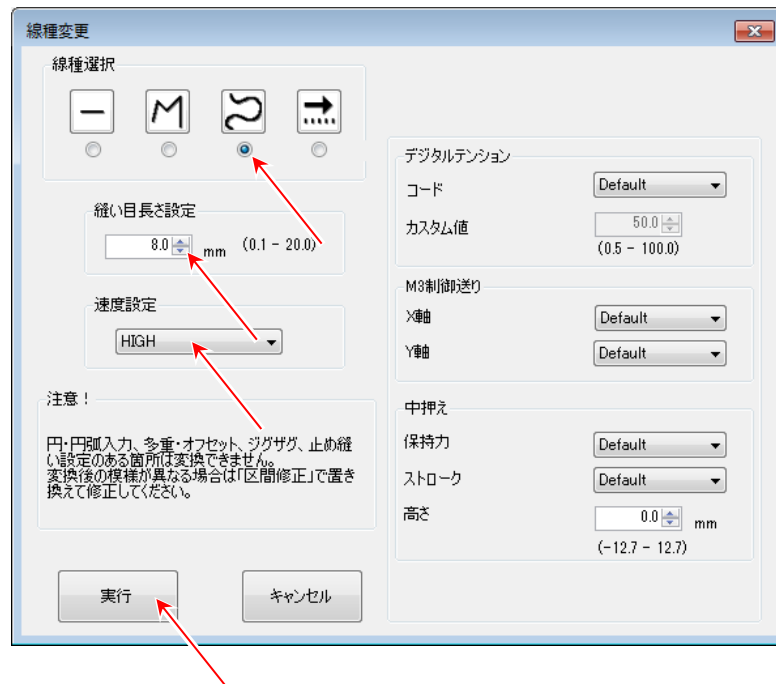 線種変更
線種選択
縫い目長さ設定
8.0 mm (0.1 - 20.0)
速度設定
HIGH
注意！
円・円弧入力、多重・オフセット、ジグザグ、止め縫
い設定のある箇所は変換できません。
変換後の模様が異なる場合は「区間修正」で置き
換えて修正してください。
実行
キャンセル
デジタルテンション
コード Default
カスタム値 50.0
(0.5 - 100.0)
M3制御送り
X軸 Default
Y軸 Default
中押え
保持力 Default
ストローク Default
高さ 0.0 mm
(-12.7 - 12.7)